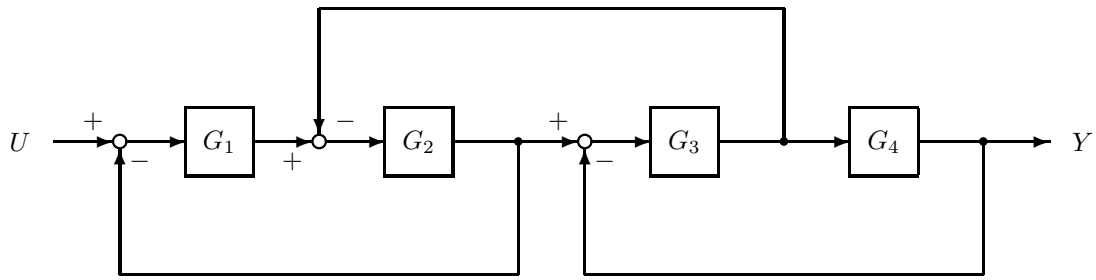 U + − G₁ + − G₂ + − G₃ G₄ Y